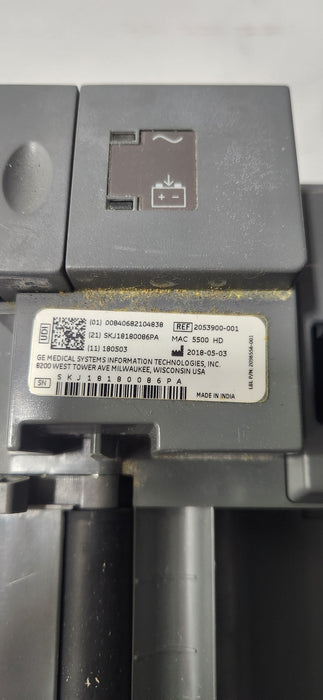 UDI
(01) 00840682104838
(21) SKJ18180086PA
(11) 180503
REF 2053900-001
MAC 5500 HD
2018-05-03
GE MEDICAL SYSTEMS INFORMATION TECHNOLOGIES, INC.
8200 WEST TOWER AVE MILWAUKEE, WISCONSIN USA
SN SKJ18180086PA
MADE IN INDIA